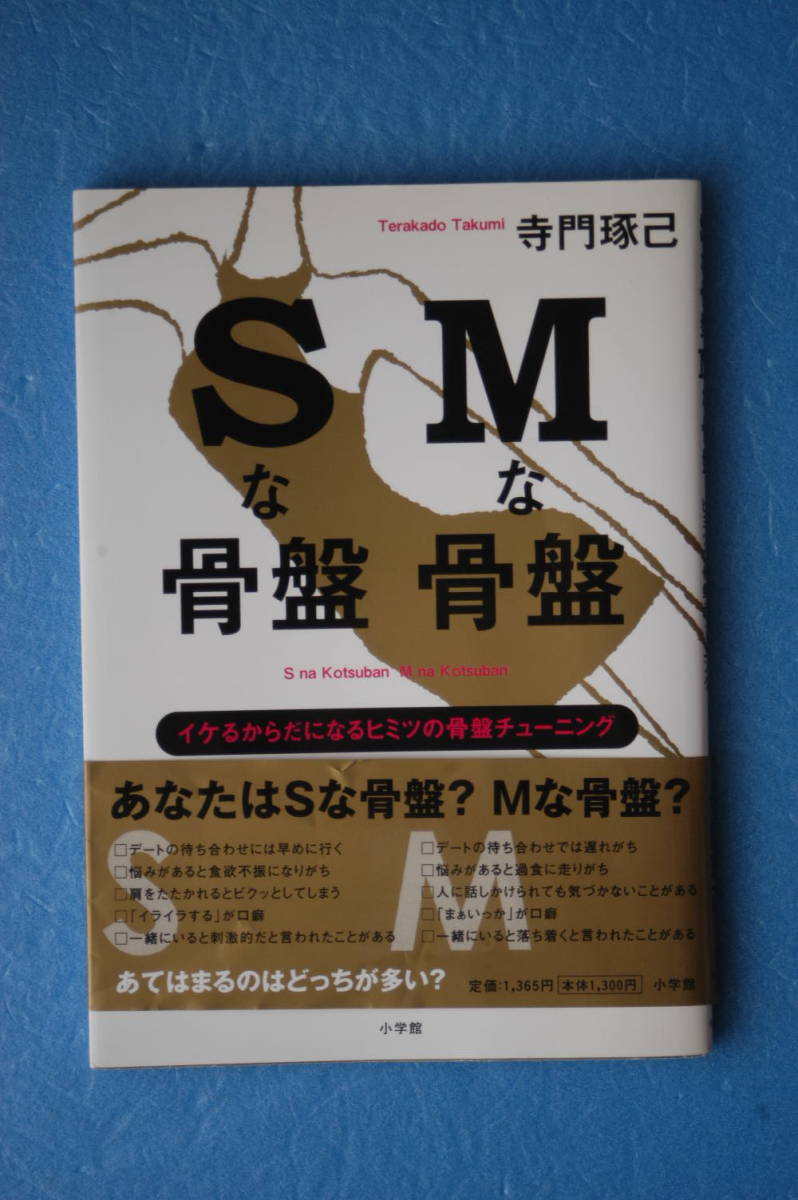 Terakado Takumi 寺門琢己
Sな骨盤 Mな骨盤
S na Kotsuban M na Kotsuban
イケるからだになるヒミツの骨盤チューニング
あなたはSな骨盤? Mな骨盤?
S
□デートの待ち合わせには早めに行く
□悩みがあると食欲不振になりがち
□肩をたたかれるとビクッとしてしまう
□「イライラする」が口癖
□一緒にいると刺激的だと言われたことがある
M
□デートの待ち合わせでは遅れがち
□悩みがあると過食に走りがち
□人に話しかけられても気づかないことがある
□「まぁいっか」が口癖
□一緒にいると落ち着くと言われたことがある
あてはまるのはどっちが多い?
定価:1,365円 本体1,300円 小学館
小学館